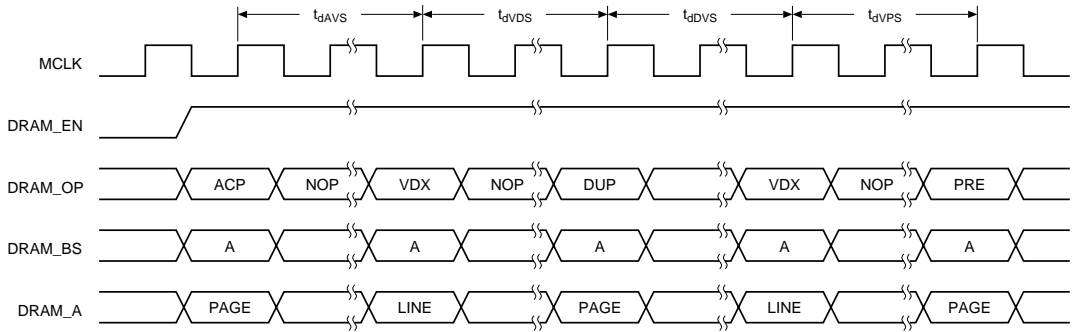 tdAVS tdVDS tdDVS tdVPS
MCLK
DRAM_EN
DRAM_OP ACP NOP VDX NOP DUP VDX NOP PRE
DRAM_BS A A A A A
DRAM_A PAGE LINE PAGE LINE PAGE